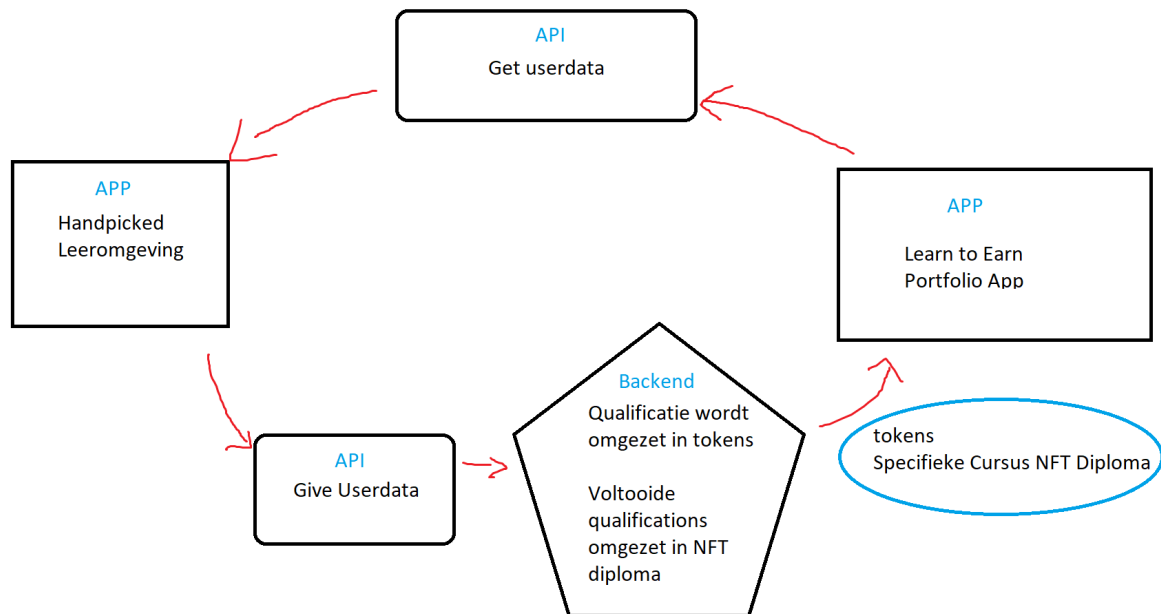 API
Get userdata
APP
Handpicked
Leeromgeving
APP
Learn to Earn
Portfolio App
API
Give Userdata
Backend
Qualificatie wordt
omgezet in tokens
Voltooide
qualifications
omgezet in NFT
diploma
tokens
Specifieke Cursus NFT Diploma